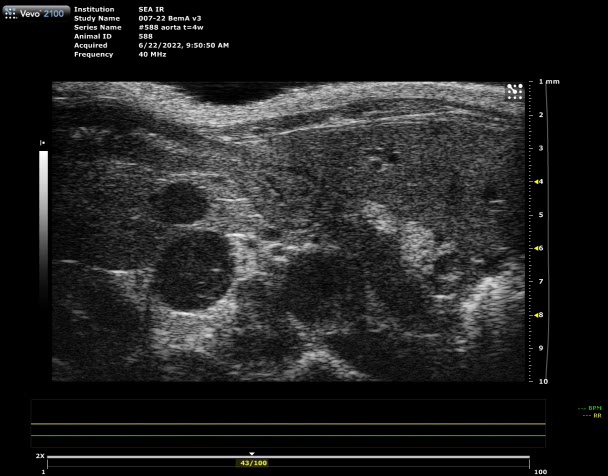 Vevo 2100
Institution SEA IR
Study Name 007-22 BemA v3
Series Name #588 aorta t=4w
Animal ID 588
Acquired 6/22/2022, 9:50:50 AM
Frequency 40 MHz
1 mm
2
3
4
5
6
7
8
9
10
--- BPM
--- RR
2X
43/100
1 100